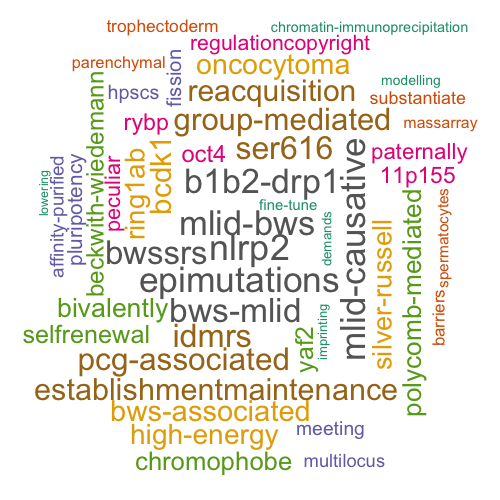 trophectoderm
chromatin-immunoprecipitation
regulationcopyright
parenchymal
oncocytoma
fission
modelling
hpscs
reacquisition
substantiate
rybp
group-mediated
massarray
beckwith-wiedemann
ser616
paternally
oct4
ring1ab
bcdk1
peculiar
b1b2-drp1
11p155
lowering
affinity-purified
pluripotency
fine-tune
mlid-bws
mlid-causative
nlrp2
demands
bwssrs
silver-russell
polycomb-mediated
spermatocytes
epimutations
barriers
bivalently
bws-mlid
selfrenewal
idmrs
yaf2
imprinting
pcg-associated
establishmentmaintenance
bws-associated
high-energy
meeting
chromophobe
multilocus